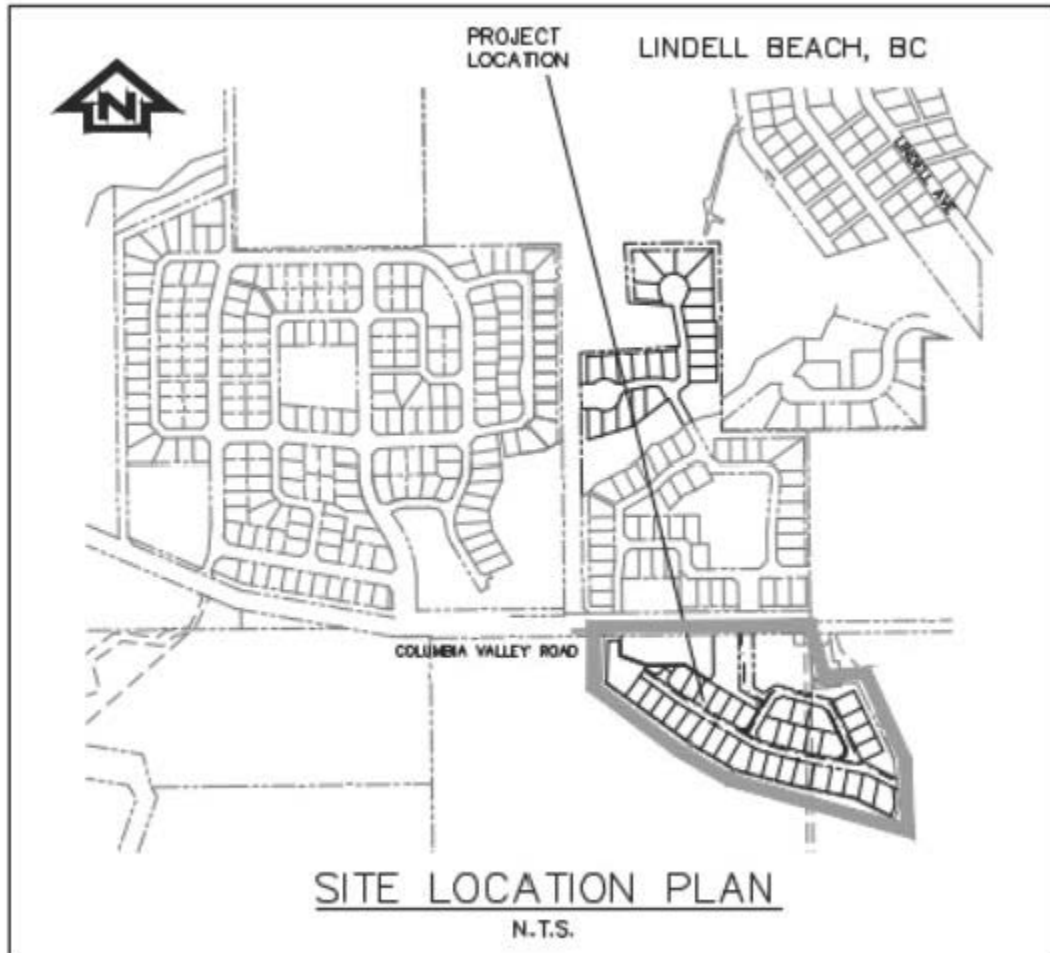 PROJECT
LOCATION
LINDELL BEACH, BC
N
LINDELL AVE
COLUMBIA VALLEY ROAD
SITE LOCATION PLAN
N.T.S.